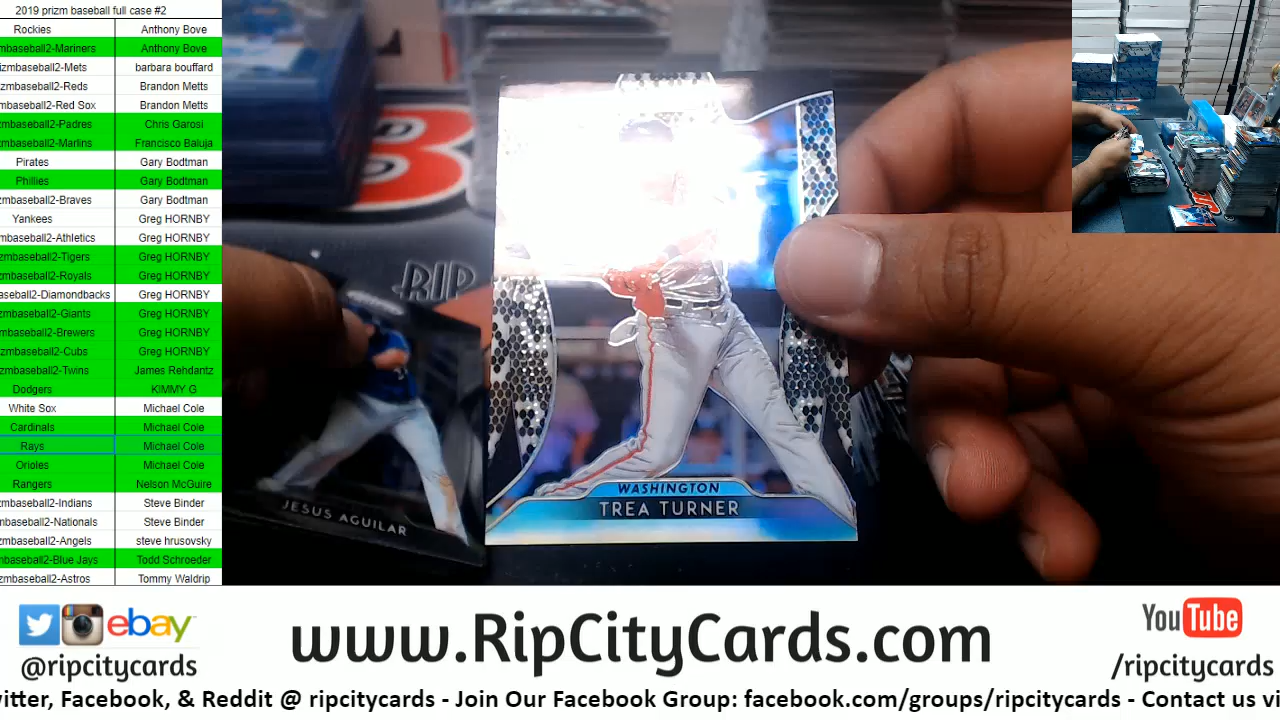 2019 prizm baseball full case #2
Rockies Anthony Bove
mbaseball2-Mariners Anthony Bove
izmbaseball2-Mets barbara bouffard
izmbaseball2-Reds Brandon Metts
zmbaseball2-Red Sox Brandon Metts
zmbaseball2-Padres Chris Garosi
zmbaseball2-Marlins Francisco Baluja
Pirates Gary Bodtman
Phillies Gary Bodtman
zmbaseball2-Braves Gary Bodtman
Yankees Greg HORNBY
mbaseball2-Athletics Greg HORNBY
zmbaseball2-Tigers Greg HORNBY
zmbaseball2-Royals Greg HORNBY
aseball2-Diamondbacks Greg HORNBY
zmbaseball2-Giants Greg HORNBY
mbaseball2-Brewers Greg HORNBY
zmbaseball2-Cubs Greg HORNBY
zmbaseball2-Twins James Rehdantz
Dodgers KIMMY G
White Sox Michael Cole
Cardinals Michael Cole
Rays Michael Cole
Orioles Michael Cole
Rangers Nelson McGuire
zmbaseball2-Indians Steve Binder
mbaseball2-Nationals Steve Binder
zmbaseball2-Angels steve hrusovsky
mbaseball2-Blue Jays Todd Schroeder
zmbaseball2-Astros Tommy Waldrip
RIP
JESUS AGUILAR
WASHINGTON
TREA TURNER
ebay
@ripcitycards
www.RipCityCards.com
YouTube
/ripcitycards
witter, Facebook, & Reddit @ ripcitycards - Join Our Facebook Group: facebook.com/groups/ripcitycards - Contact us vi